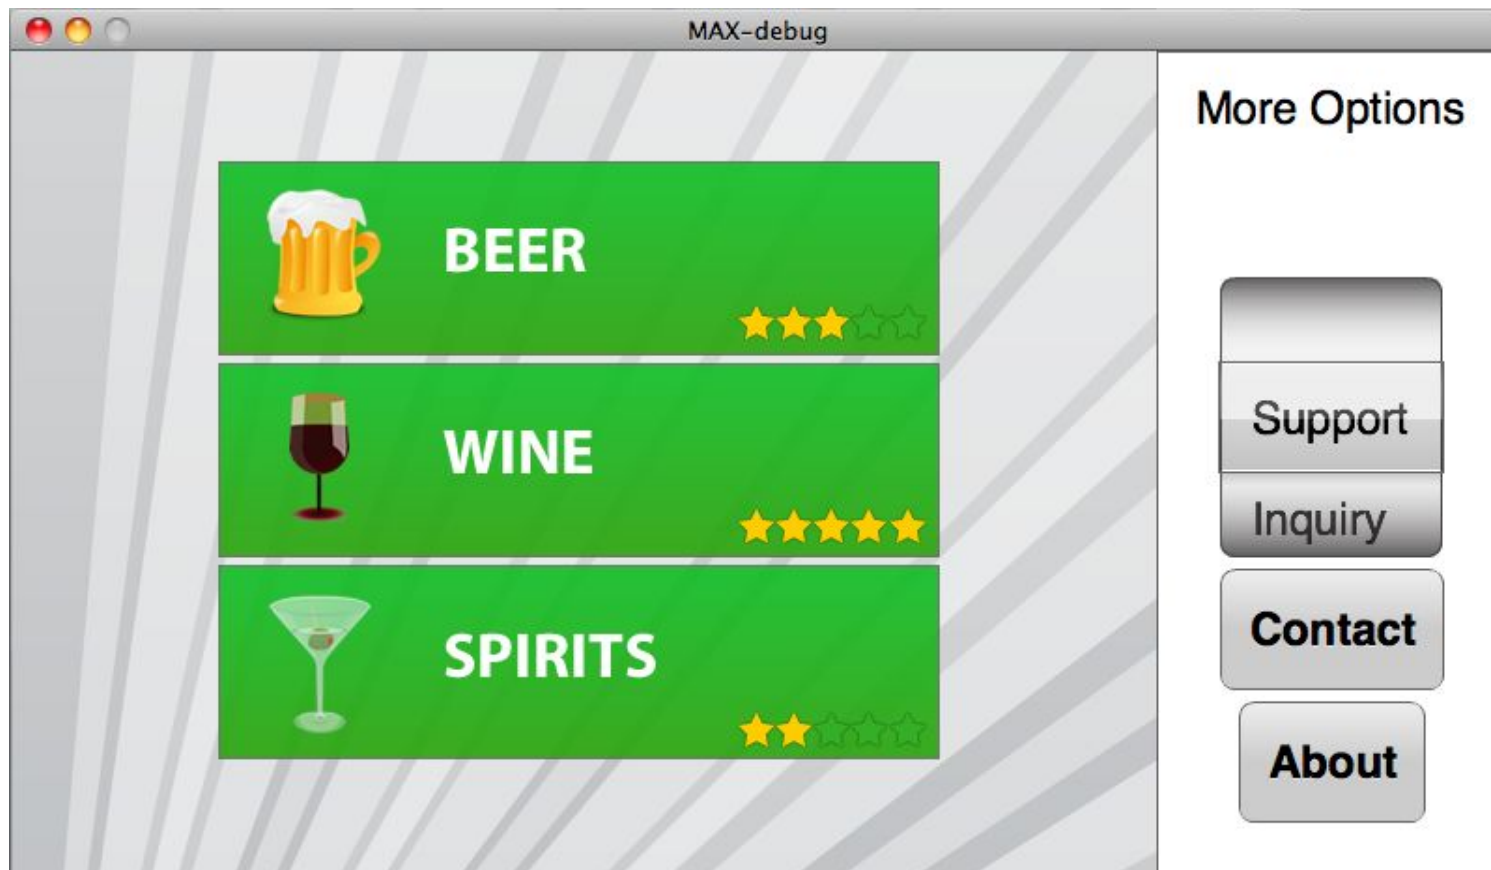 MAX-debug
BEER
WINE
SPIRITS
More Options
Support
Inquiry
Contact
About